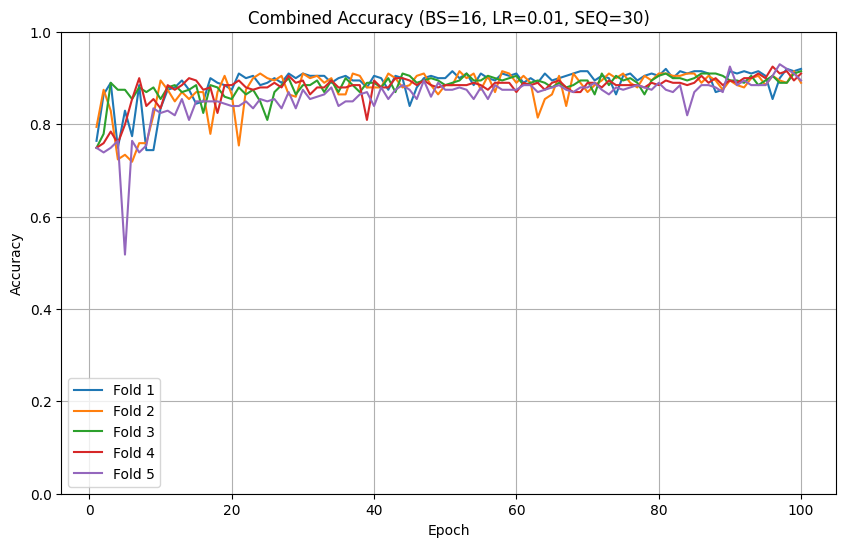 Combined Accuracy (BS=16, LR=0.01, SEQ=30)
Accuracy
1.0
0.8
0.6
0.4
0.2
0.0
Fold 1
Fold 2
Fold 3
Fold 4
Fold 5
0 20 40 60 80 100
Epoch